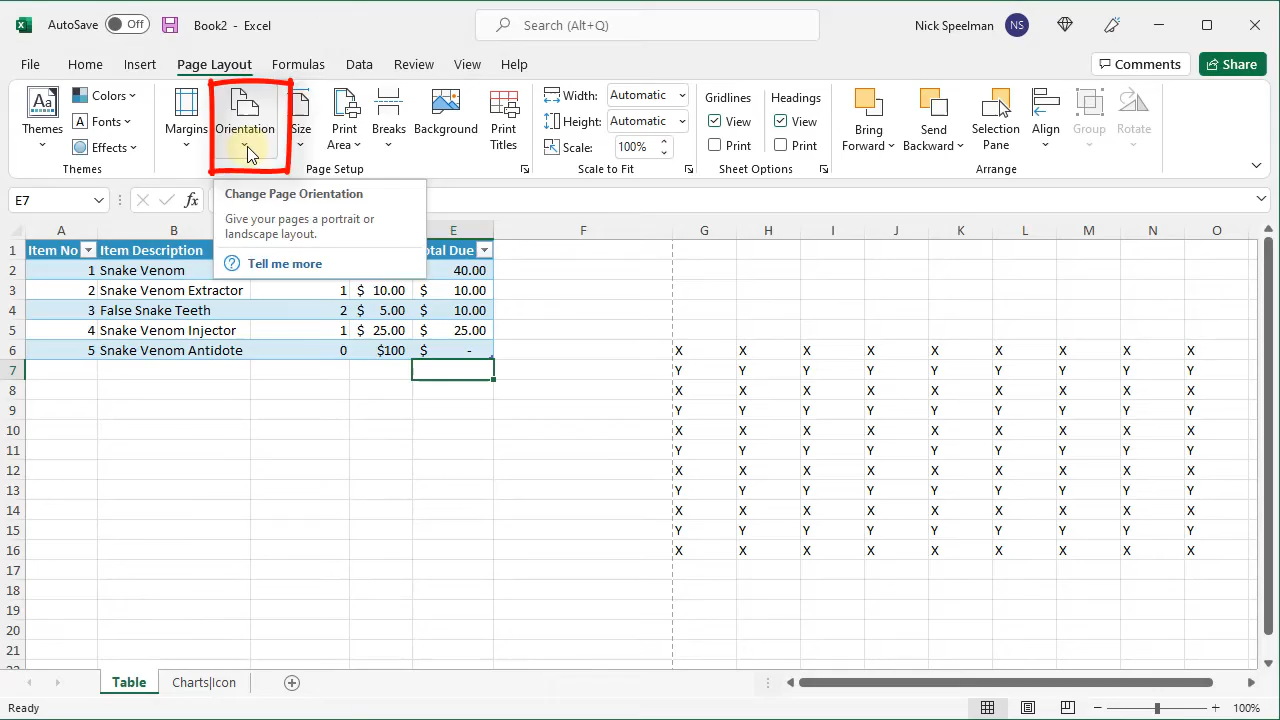 AutoSave Off Book2 - Excel Search (Alt+Q) Nick Speelman NS
File Home Insert Page Layout Formulas Data Review View Help Comments Share
Themes Colors Fonts Effects
Themes
Margins Orientation Size Print Area Breaks Background Print Titles
Page Setup
Width: Automatic
Height: Automatic
Scale: 100%
Scale to Fit
Gridlines Headings
View View
Print Print
Sheet Options
Bring Forward Send Backward Selection Pane Align Group Rotate
Arrange
E7 fx
Change Page Orientation
Give your pages a portrait or
landscape layout.
Tell me more
A B E F G H I J K L M N O
1 Item No Item Description otal Due
2 1 Snake Venom 40.00
3 2 Snake Venom Extractor 1 $ 10.00 $ 10.00
4 3 False Snake Teeth 2 $ 5.00 $ 10.00
5 4 Snake Venom Injector 1 $ 25.00 $ 25.00
6 5 Snake Venom Antidote 0 $100 $ - X X X X X X X X X
7 Y Y Y Y Y Y Y Y Y
8 X X X X X X X X X
9 Y Y Y Y Y Y Y Y Y
10 X X X X X X X X X
11 Y Y Y Y Y Y Y Y Y
12 X X X X X X X X X
13 Y Y Y Y Y Y Y Y Y
14 X X X X X X X X X
15 Y Y Y Y Y Y Y Y Y
16 X X X X X X X X X
17
18
19
20
21
Table Charts|Icon
Ready 100%